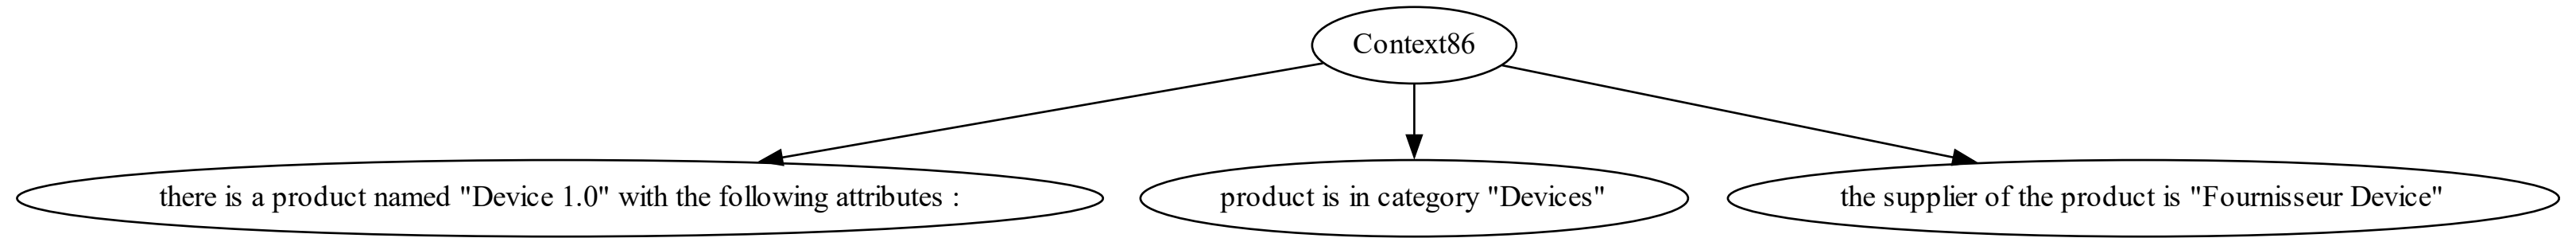 Context86
there is a product named "Device 1.0" with the following attributes :
product is in category "Devices"
the supplier of the product is "Fournisseur Device"